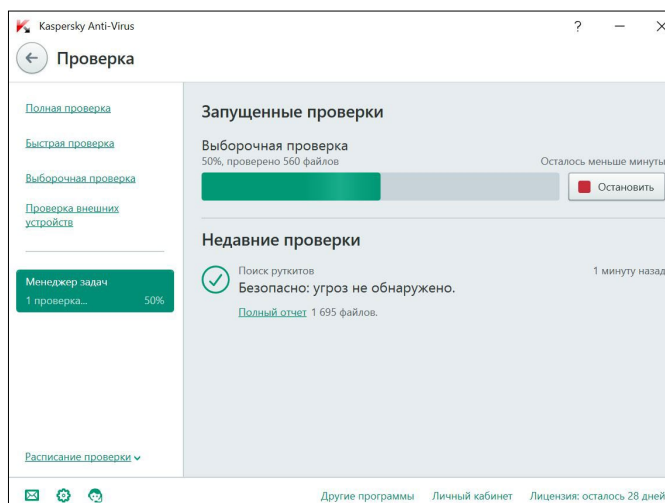 Kaspersky Anti-Virus
?
Проверка
Полная проверка
Быстрая проверка
Выборочная проверка
Проверка внешних
устройств
Менеджер задач
1 проверка... 50%
Расписание проверки
Запущенные проверки
Выборочная проверка
50%, проверено 560 файлов Осталось меньше минуты
Остановить
Недавние проверки
Поиск руткитов 1 минуту назад
Безопасно: угроз не обнаружено.
Полный отчет 1 695 файлов.
Другие программы Личный кабинет Лицензия: осталось 28 дней